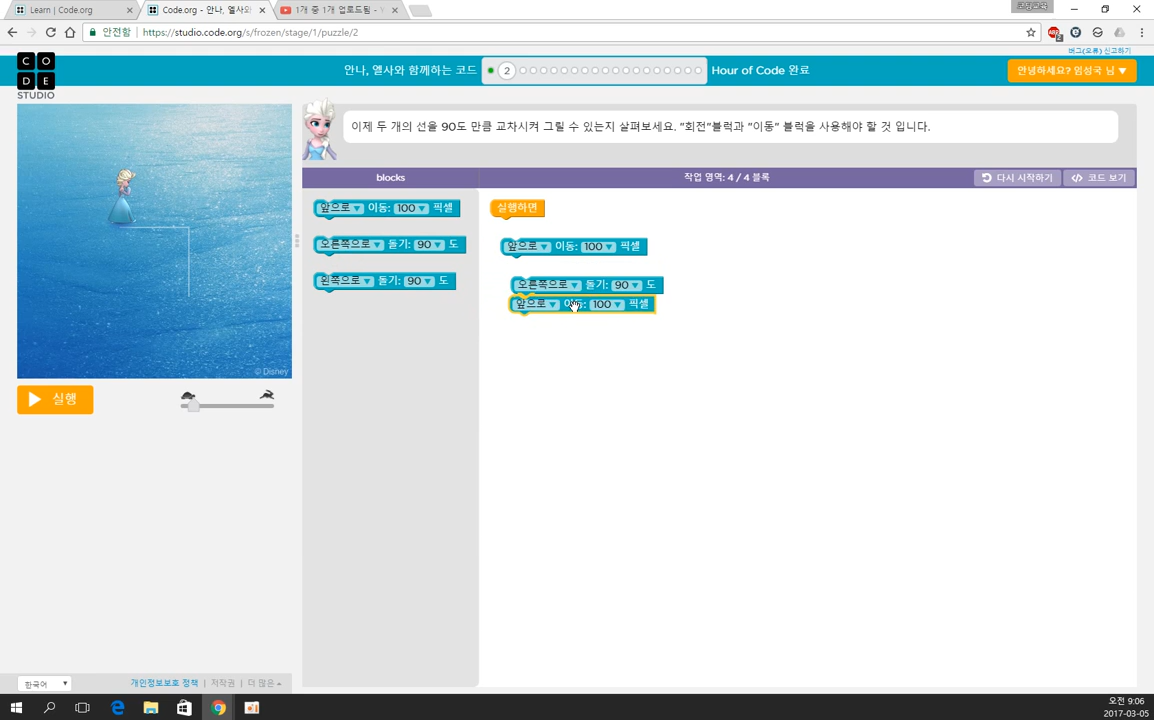 Learn | Code.org
Code.org - 안나, 엘사와
1개 중 1개 업로드됨 -
코딩교육
안전함 | https://studio.code.org/s/frozen/stage/1/puzzle/2
버그(오류) 신고하기
C O
D E
STUDIO
안나, 엘사와 함께하는 코드
2
Hour of Code 완료
안녕하세요? 임성국 님 ▼
이제 두 개의 선을 90도 만큼 교차시켜 그릴 수 있는지 살펴보세요. "회전"블럭과 "이동" 블럭을 사용해야 할 것 입니다.
blocks
작업 영역: 4 / 4 블록
다시 시작하기
</> 코드 보기
앞으로 ▼ 이동: 100 ▼ 픽셀
오른쪽으로 ▼ 돌기: 90 ▼ 도
왼쪽으로 ▼ 돌기: 90 ▼ 도
실행하면
앞으로 ▼ 이동: 100 ▼ 픽셀
오른쪽으로 ▼ 돌기: 90 ▼ 도
앞으로 ▼ 이동: 100 ▼ 픽셀
© Disney
실행
한국어
개인정보보호 정책 | 저작권 | 더 많은
오전 9:06
2017-03-05